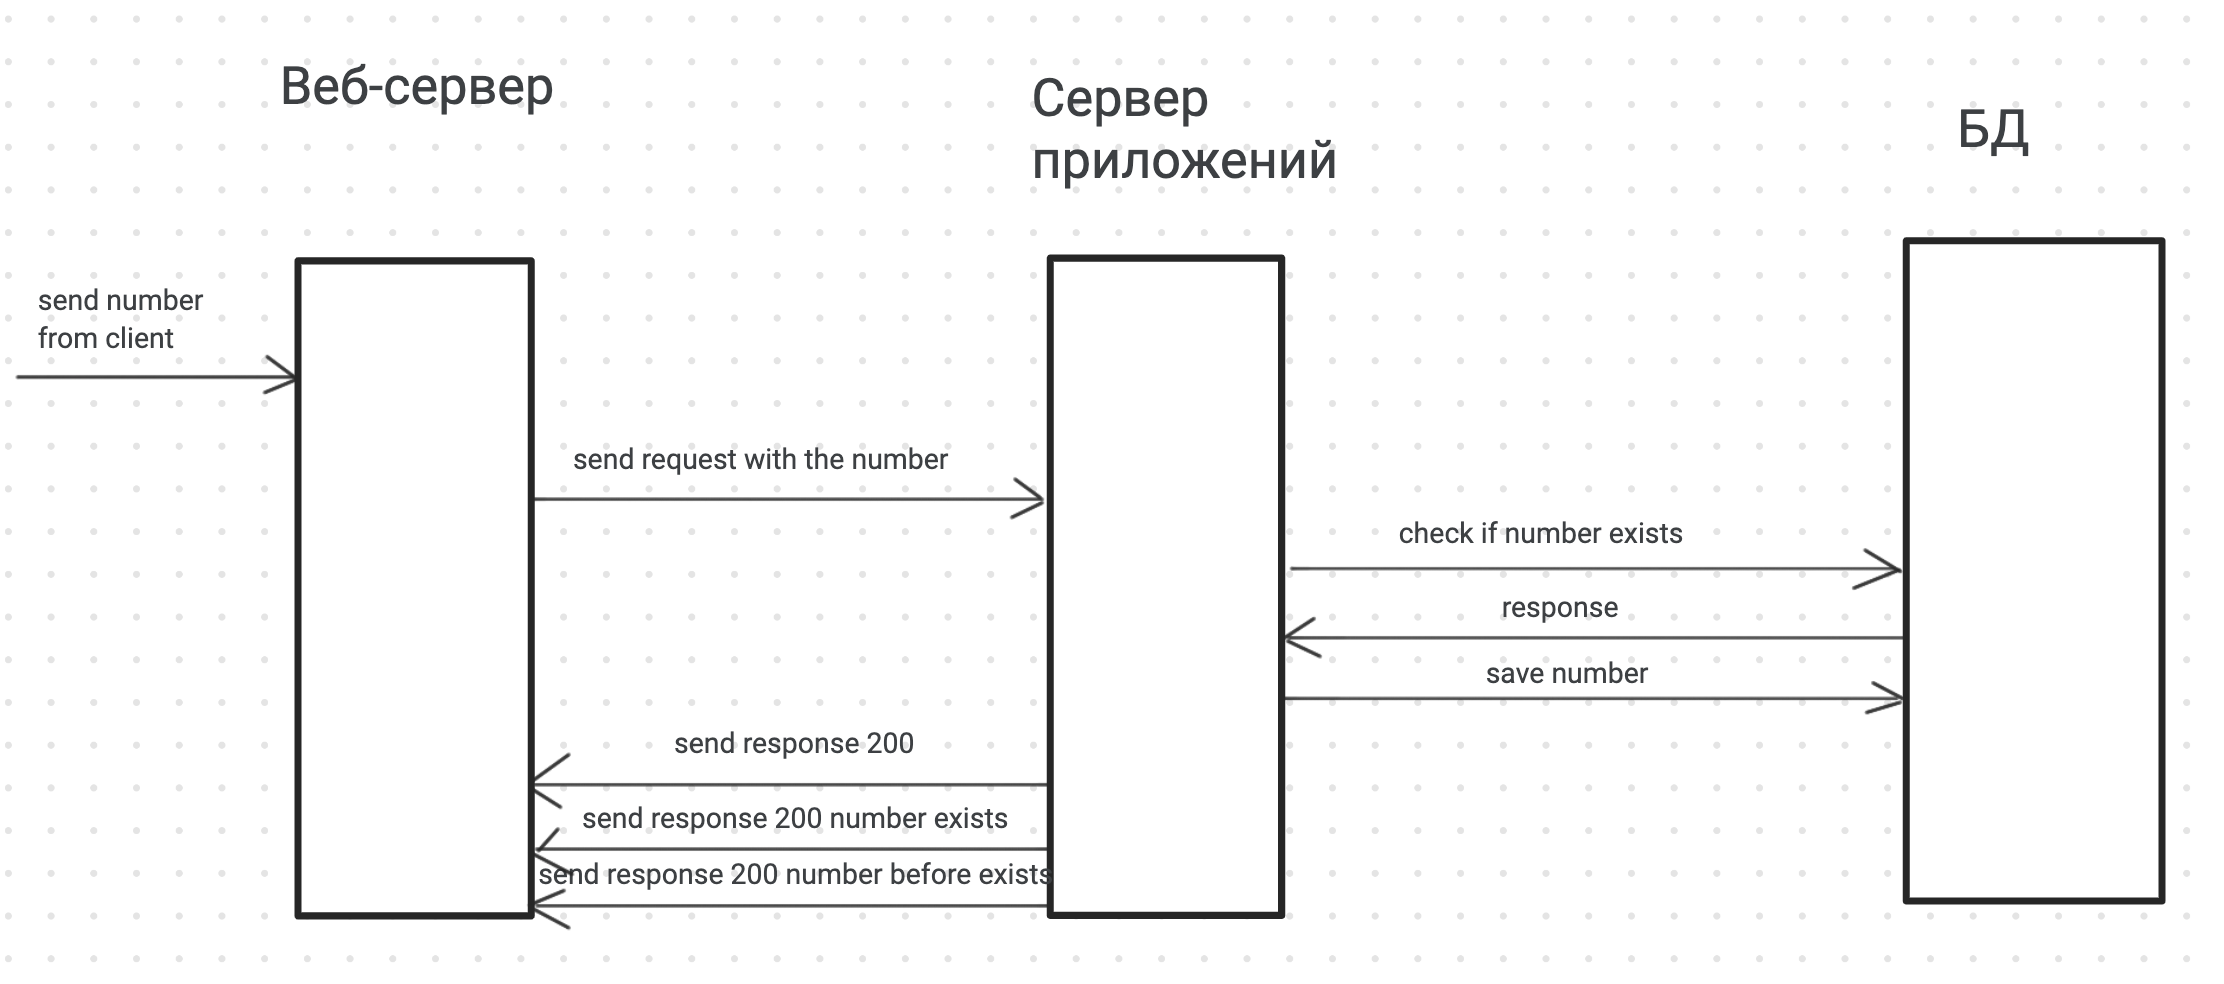 Веб-сервер
Сервер
приложений
БД
send number
from client
send request with the number
check if number exists
response
save number
send response 200
send response 200 number exists
send response 200 number before exists